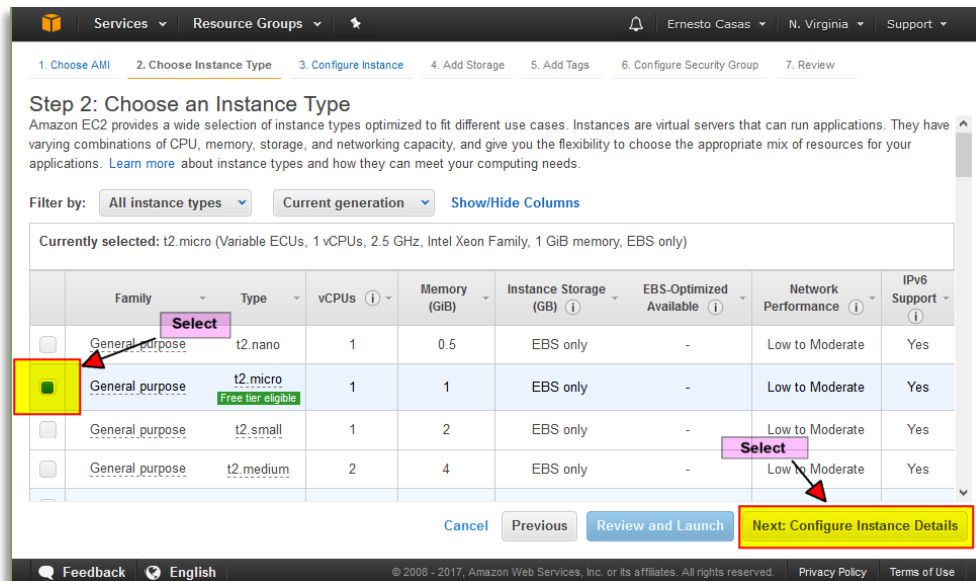 Services Resource Groups Ernesto Casas N. Virginia Support
1. Choose AMI 2. Choose Instance Type 3. Configure Instance 4. Add Storage 5. Add Tags 6. Configure Security Group 7. Review
Step 2: Choose an Instance Type
Amazon EC2 provides a wide selection of instance types optimized to fit different use cases. Instances are virtual servers that can run applications. They have
varying combinations of CPU, memory, storage, and networking capacity, and give you the flexibility to choose the appropriate mix of resources for your
applications. Learn more about instance types and how they can meet your computing needs.
Filter by: All instance types Current generation Show/Hide Columns
Currently selected: t2.micro (Variable ECUs, 1 vCPUs, 2.5 GHz, Intel Xeon Family, 1 GiB memory, EBS only)
Family Type vCPUs i Memory (GiB) Instance Storage (GB) i EBS-Optimized Available i Network Performance i IPv6 Support i
Select
General purpose t2.nano 1 0.5 EBS only - Low to Moderate Yes
General purpose t2.micro 1 1 EBS only - Low to Moderate Yes
Free tier eligible
General purpose t2.small 1 2 EBS only - Low to Moderate Yes
Select
General purpose t2.medium 2 4 EBS only - Low to Moderate Yes
Cancel Previous Review and Launch Next: Configure Instance Details
Feedback English © 2008 - 2017, Amazon Web Services, Inc. or its affiliates. All rights reserved. Privacy Policy Terms of Use